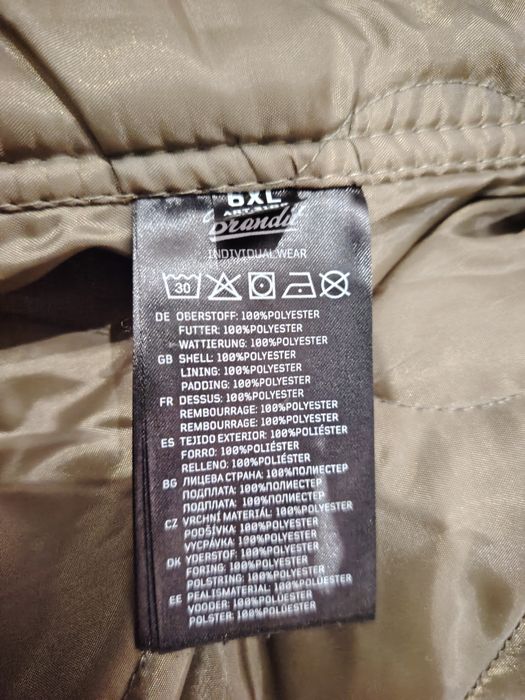 6XL
Brandit
INDIVIDUAL WEAR
30
DE OBERSTOFF: 100%POLYESTER
FUTTER: 100%POLYESTER
WATTIERUNG: 100%POLYESTER
GB SHELL: 100%POLYESTER
LINING: 100%POLYESTER
PADDING: 100%POLYESTER
FR DESSUS: 100%POLYESTER
REMBOURRAGE: 100%POLYESTER
REMBOURRAGE: 100%POLYESTER
ES TEJIDO EXTERIOR: 100%POLIÉSTER
FORRO: 100%POLIÉSTER
RELLENO: 100%POLIÉSTER
BG ЛИЦЕВА СТРАНА: 100%ПОЛИЕСТЕР
ПОДПЛАТА: 100%ПОЛИЕСТЕР
ПОДПЛАТА: 100%ПОЛИЕСТЕР
CZ VRCHNÍ MATERIÁL: 100%POLYESTER
PODŠÍVKA: 100%POLYESTER
VYCPÁVKA: 100%POLYESTER
DK YDERSTOF: 100%POLYESTER
FORING: 100%POLYESTER
POLSTRING: 100%POLYESTER
EE PEALISMATERIAL: 100%POLÜESTER
VOODER: 100%POLÜESTER
POLSTER: 100%POLÜESTER